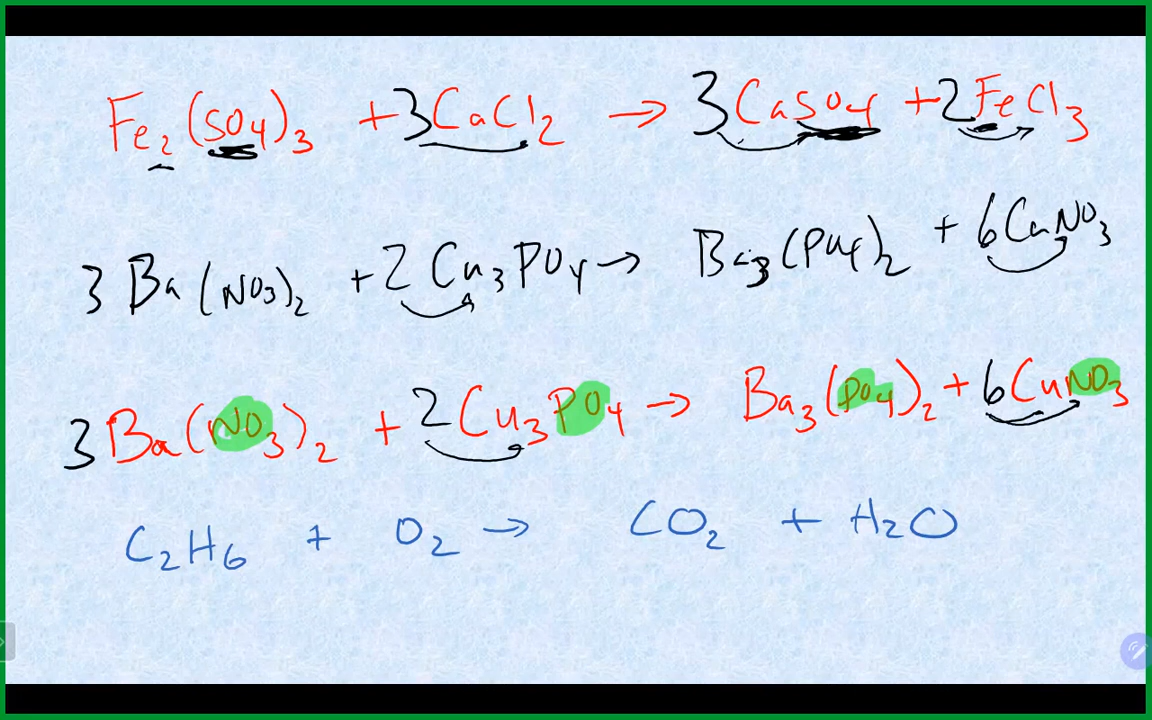 Fe2(SO4)3 +3CaCl2 → 3CaSO4 +2FeCl3
3Ba(NO3)2 +2Cu3PO4 → Ba3(PO4)2 +6CuNO3
3Ba(NO3)2 +2Cu3PO4 → Ba3(PO4)2 +6CuNO3
C2H6 + O2 → CO2 + H2O